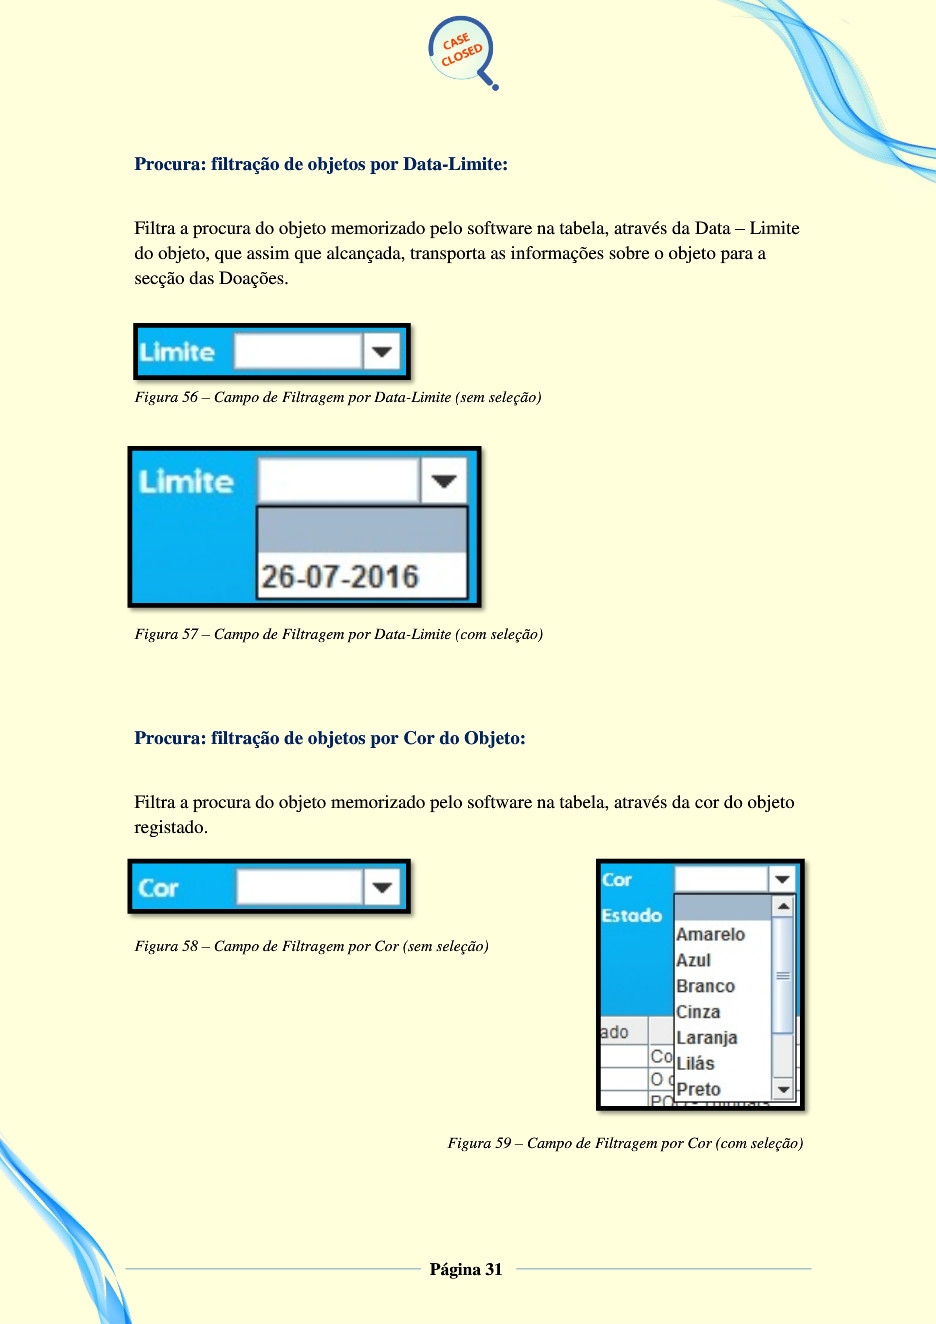 CASE
CLOSED
Procura: filtração de objetos por Data-Limite:
Filtra a procura do objeto memorizado pelo software na tabela, através da Data – Limite
do objeto, que assim que alcançada, transporta as informações sobre o objeto para a
secção das Doações.
Limite
Figura 56 – Campo de Filtragem por Data-Limite (sem seleção)
Limite
26-07-2016
Figura 57 – Campo de Filtragem por Data-Limite (com seleção)
Procura: filtração de objetos por Cor do Objeto:
Filtra a procura do objeto memorizado pelo software na tabela, através da cor do objeto
registado.
Cor
Figura 58 – Campo de Filtragem por Cor (sem seleção)
Cor
Estado
Amarelo
Azul
Branco
Cinza
Laranja
Lilás
Preto
ado
Co
O
Figura 59 – Campo de Filtragem por Cor (com seleção)
Página 31